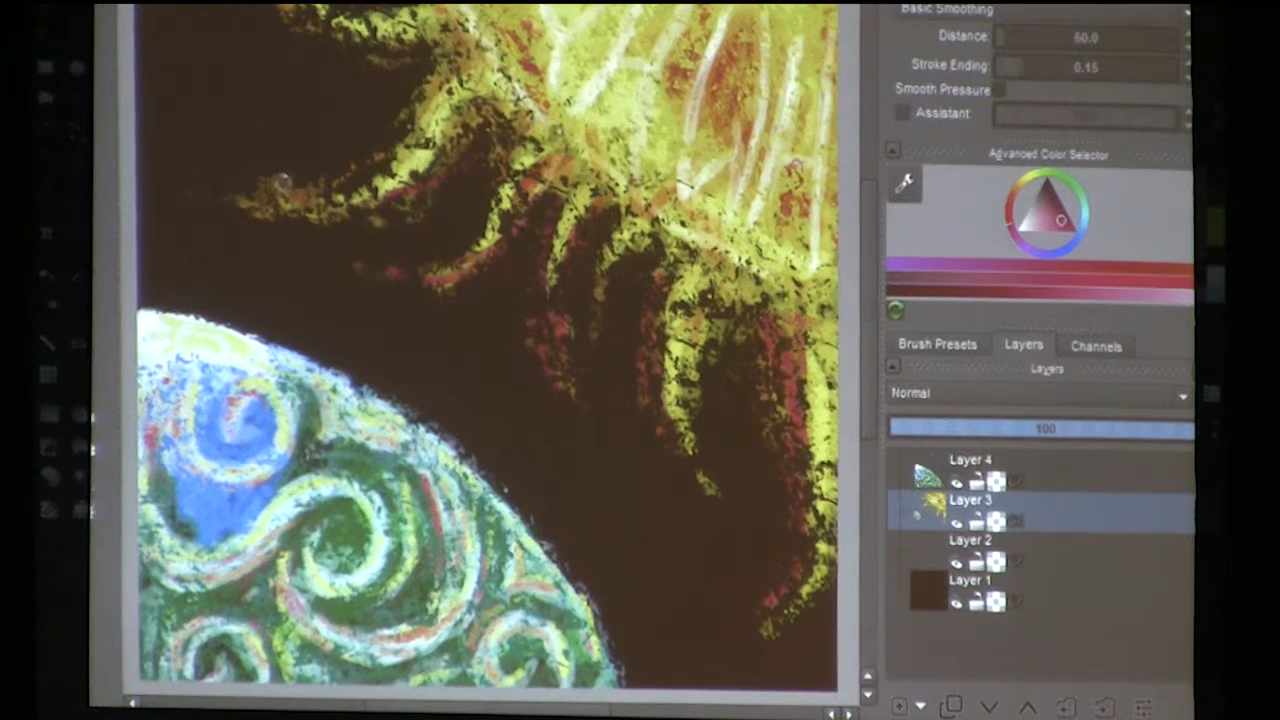 Basic Smoothing
Distance: 50.0
Stroke Ending: 0.15
Smooth Pressure
Assistant:
Advanced Color Selector
Brush Presets Layers Channels
Layers
Normal
100
Layer 4
Layer 3
Layer 2
Layer 1